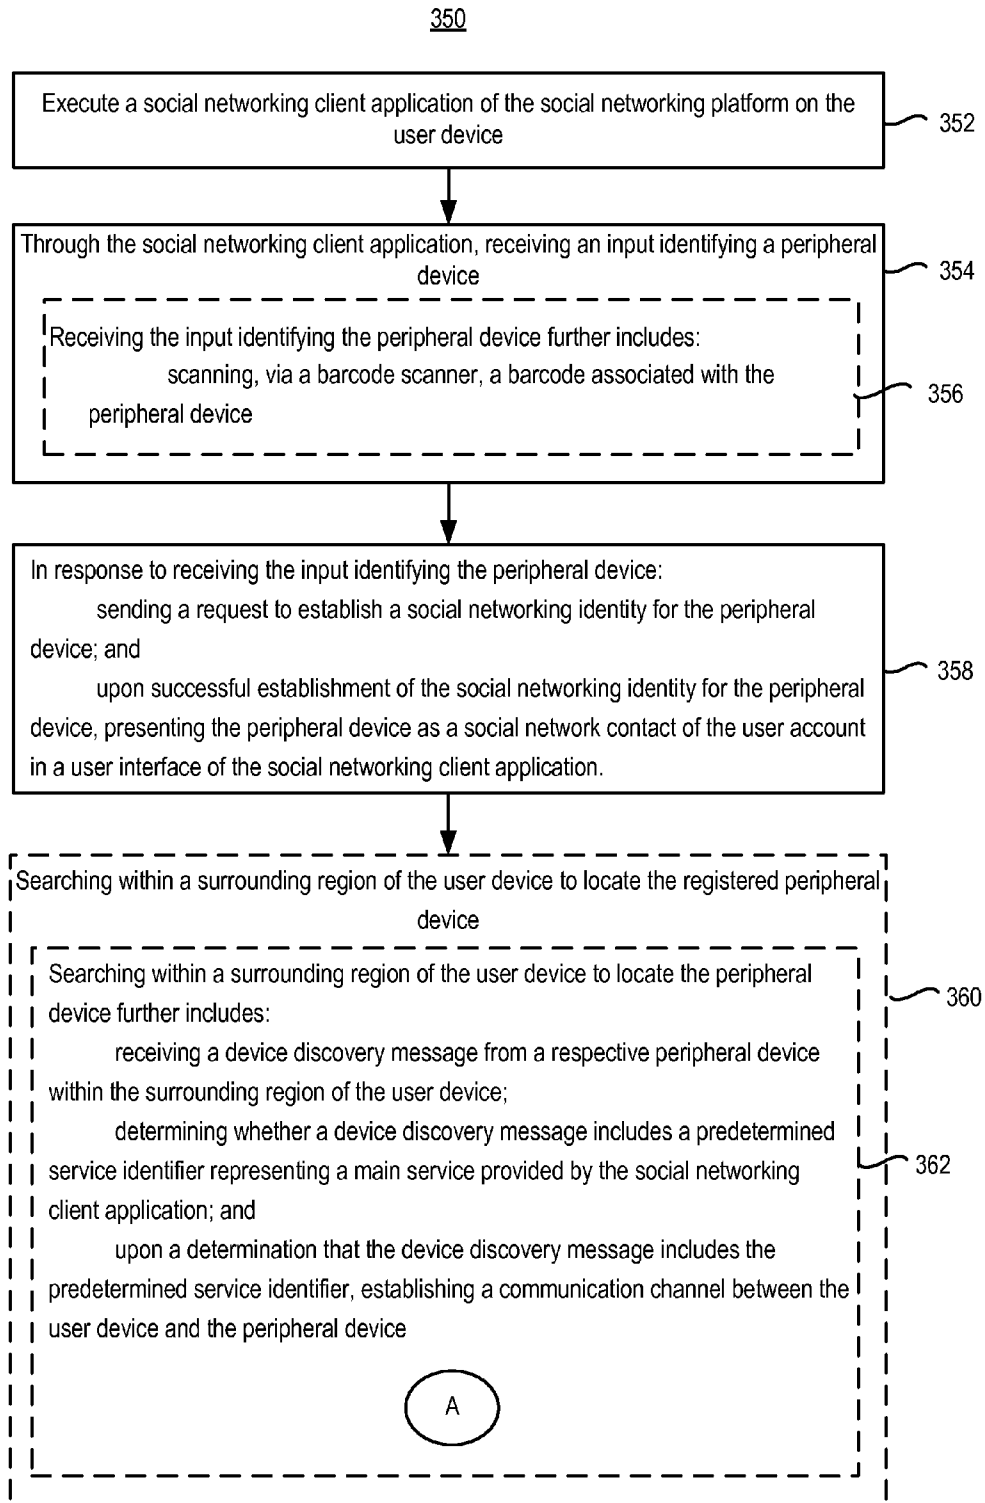 350
Execute a social networking client application of the social networking platform on the
user device
352
Through the social networking client application, receiving an input identifying a peripheral
device
354
Receiving the input identifying the peripheral device further includes:
scanning, via a barcode scanner, a barcode associated with the
peripheral device
356
In response to receiving the input identifying the peripheral device:
sending a request to establish a social networking identity for the peripheral
device; and
upon successful establishment of the social networking identity for the peripheral
device, presenting the peripheral device as a social network contact of the user account
in a user interface of the social networking client application.
358
Searching within a surrounding region of the user device to locate the registered peripheral
device
360
Searching within a surrounding region of the user device to locate the peripheral
device further includes:
receiving a device discovery message from a respective peripheral device
within the surrounding region of the user device;
determining whether a device discovery message includes a predetermined
service identifier representing a main service provided by the social networking
client application; and
upon a determination that the device discovery message includes the
predetermined service identifier, establishing a communication channel between the
user device and the peripheral device
362
A